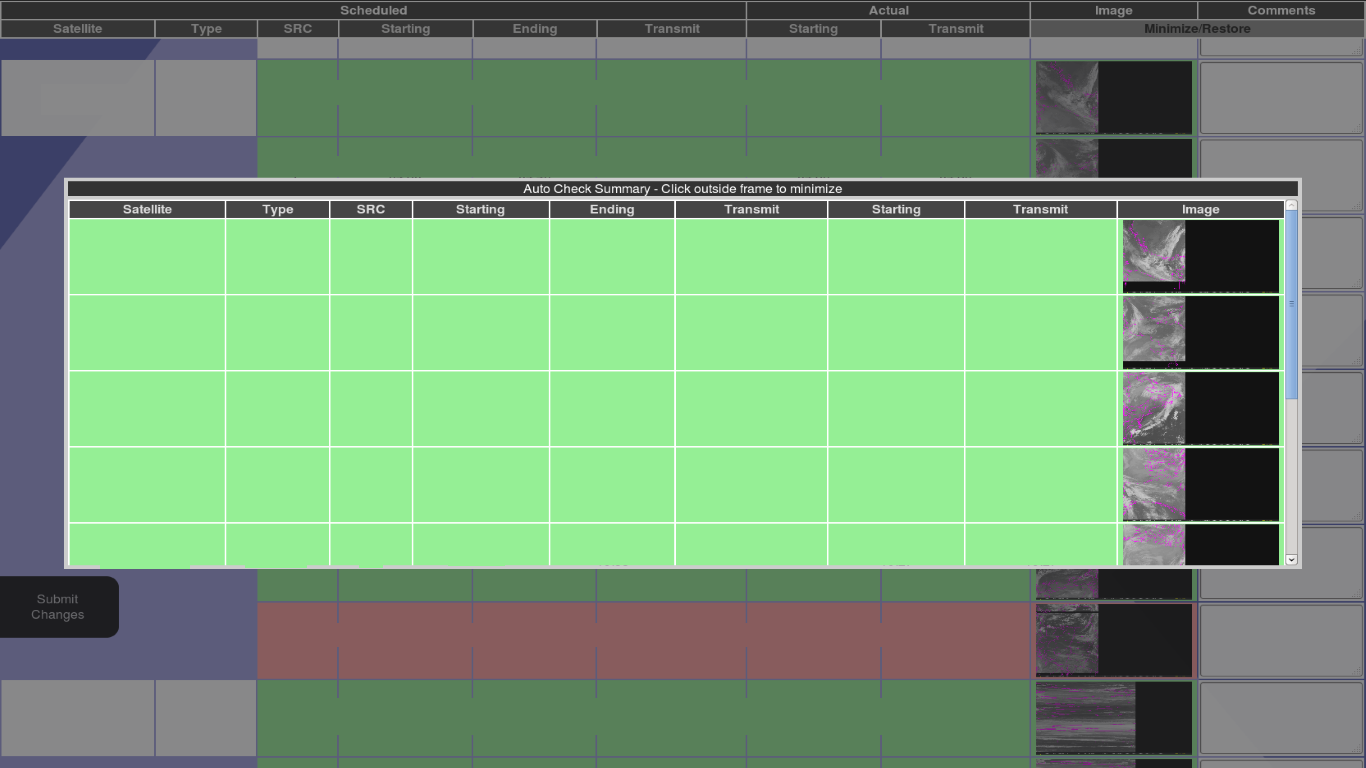 Scheduled Actual Image Comments
Satellite Type SRC Starting Ending Transmit Starting Transmit Minimize/Restore
Auto Check Summary - Click outside frame to minimize
Satellite Type SRC Starting Ending Transmit Starting Transmit Image
Submit
Changes